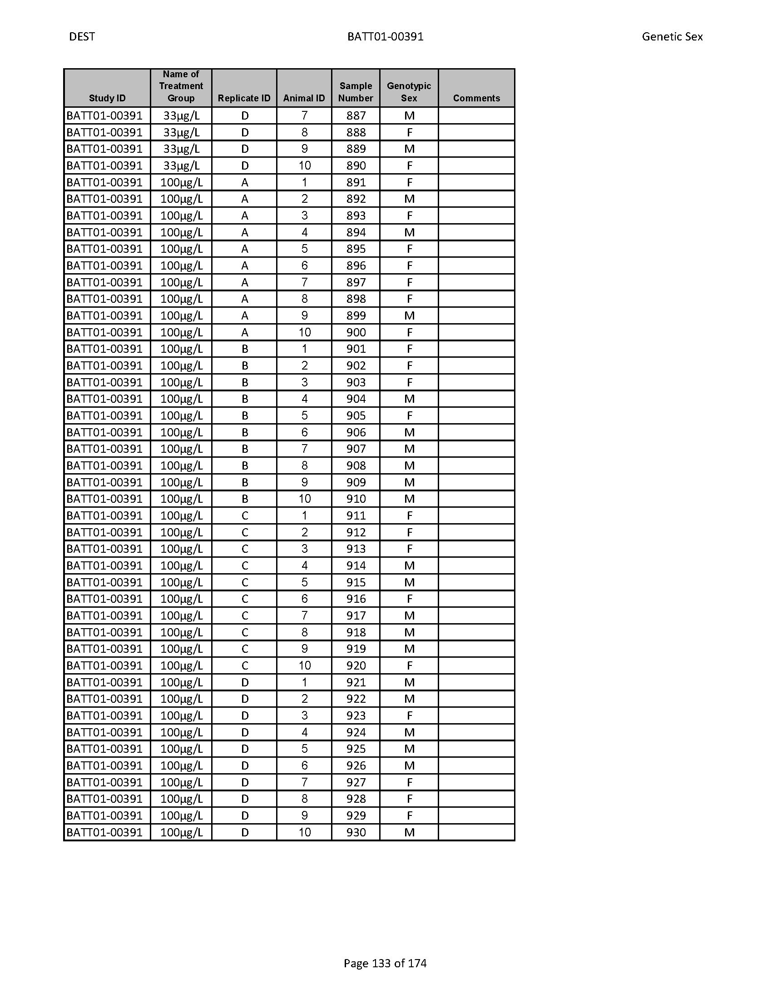 DEST BATT01-00391 Genetic Sex
Study ID Name of Treatment Group Replicate ID Animal ID Sample Number Genotypic Sex Comments
BATT01-00391 33µg/L D 7 887 M
BATT01-00391 33µg/L D 8 888 F
BATT01-00391 33µg/L D 9 889 M
BATT01-00391 33µg/L D 10 890 F
BATT01-00391 100µg/L A 1 891 F
BATT01-00391 100µg/L A 2 892 M
BATT01-00391 100µg/L A 3 893 F
BATT01-00391 100µg/L A 4 894 M
BATT01-00391 100µg/L A 5 895 F
BATT01-00391 100µg/L A 6 896 F
BATT01-00391 100µg/L A 7 897 F
BATT01-00391 100µg/L A 8 898 F
BATT01-00391 100µg/L A 9 899 M
BATT01-00391 100µg/L A 10 900 F
BATT01-00391 100µg/L B 1 901 F
BATT01-00391 100µg/L B 2 902 F
BATT01-00391 100µg/L B 3 903 F
BATT01-00391 100µg/L B 4 904 M
BATT01-00391 100µg/L B 5 905 F
BATT01-00391 100µg/L B 6 906 M
BATT01-00391 100µg/L B 7 907 M
BATT01-00391 100µg/L B 8 908 M
BATT01-00391 100µg/L B 9 909 M
BATT01-00391 100µg/L B 10 910 M
BATT01-00391 100µg/L C 1 911 F
BATT01-00391 100µg/L C 2 912 F
BATT01-00391 100µg/L C 3 913 F
BATT01-00391 100µg/L C 4 914 M
BATT01-00391 100µg/L C 5 915 M
BATT01-00391 100µg/L C 6 916 F
BATT01-00391 100µg/L C 7 917 M
BATT01-00391 100µg/L C 8 918 M
BATT01-00391 100µg/L C 9 919 M
BATT01-00391 100µg/L C 10 920 F
BATT01-00391 100µg/L D 1 921 M
BATT01-00391 100µg/L D 2 922 M
BATT01-00391 100µg/L D 3 923 F
BATT01-00391 100µg/L D 4 924 M
BATT01-00391 100µg/L D 5 925 M
BATT01-00391 100µg/L D 6 926 M
BATT01-00391 100µg/L D 7 927 F
BATT01-00391 100µg/L D 8 928 F
BATT01-00391 100µg/L D 9 929 F
BATT01-00391 100µg/L D 10 930 M
Page 133 of 174